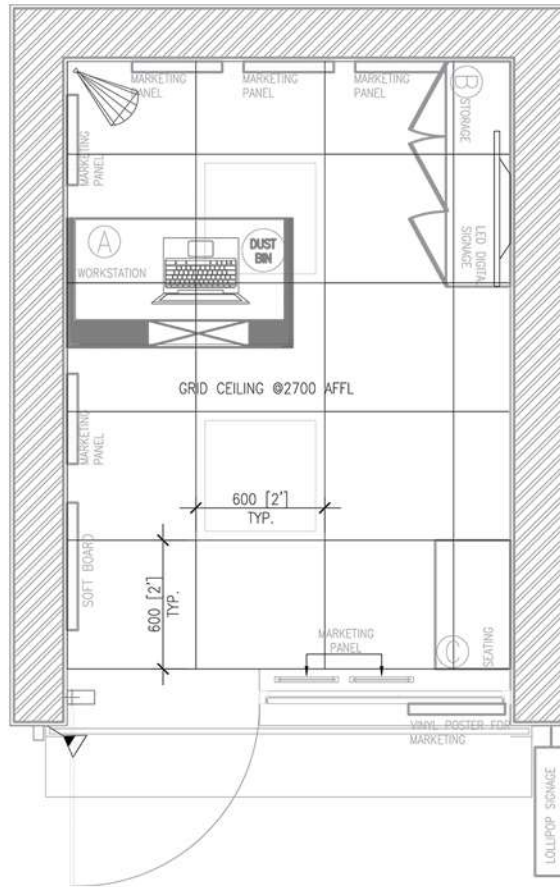 MARKETING
PANEL
MARKETING
PANEL
MARKETING
PANEL
B
STORAGE
MARKETING
PANEL
A
WORKSTATION
DUST
BIN
LED DIGITAL
SIGNAGE
GRID CEILING @2700 AFFL
MARKETING
PANEL
600 [2']
TYP.
SOFT BOARD
600 [2']
TYP.
MARKETING
PANEL
C
SEATING
VINYL POSTER FOR
MARKETING
LOLLIPOP SIGNAGE